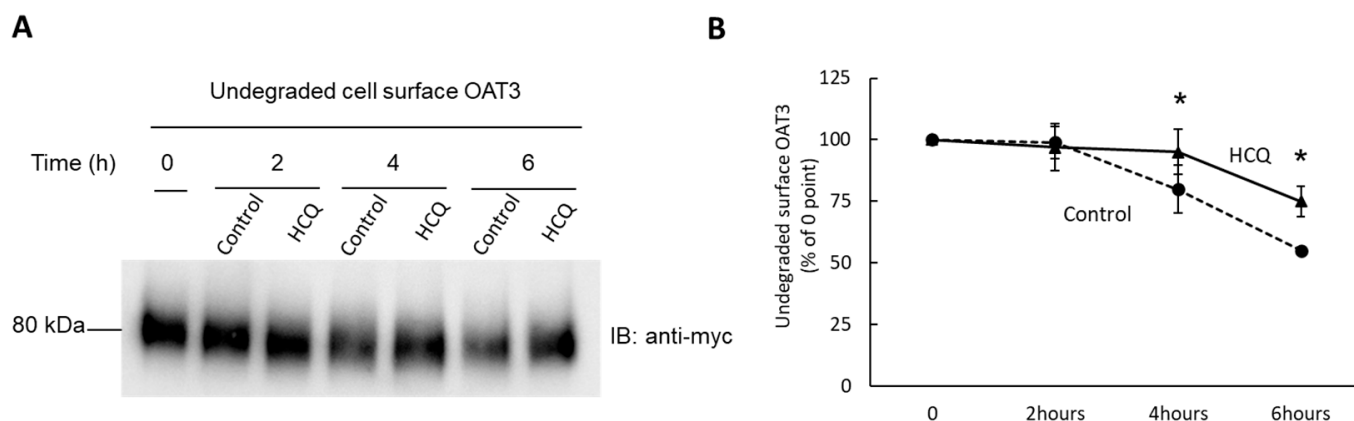 A
Undegraded cell surface OAT3
Time (h) 0 2 4 6
Control HCQ Control HCQ Control HCQ
80 kDa
IB: anti-myc
B
Undegraded surface OAT3
(% of 0 point)
125
100
75
50
25
0
*
*
HCQ
Control
0 2hours 4hours 6hours